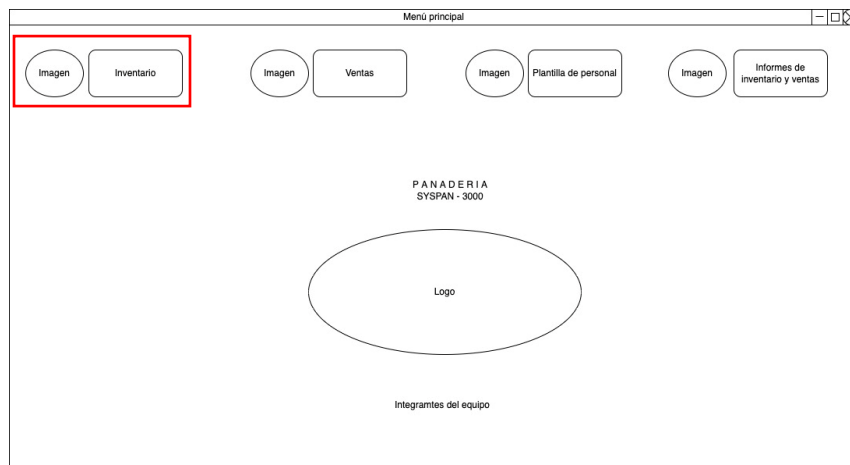 Menú principal
Imagen
Inventario
Imagen
Ventas
Imagen
Plantilla de personal
Imagen
Informes de
inventario y ventas
P A N A D E R I A
SYSPAN - 3000
Logo
Integramtes del equipo